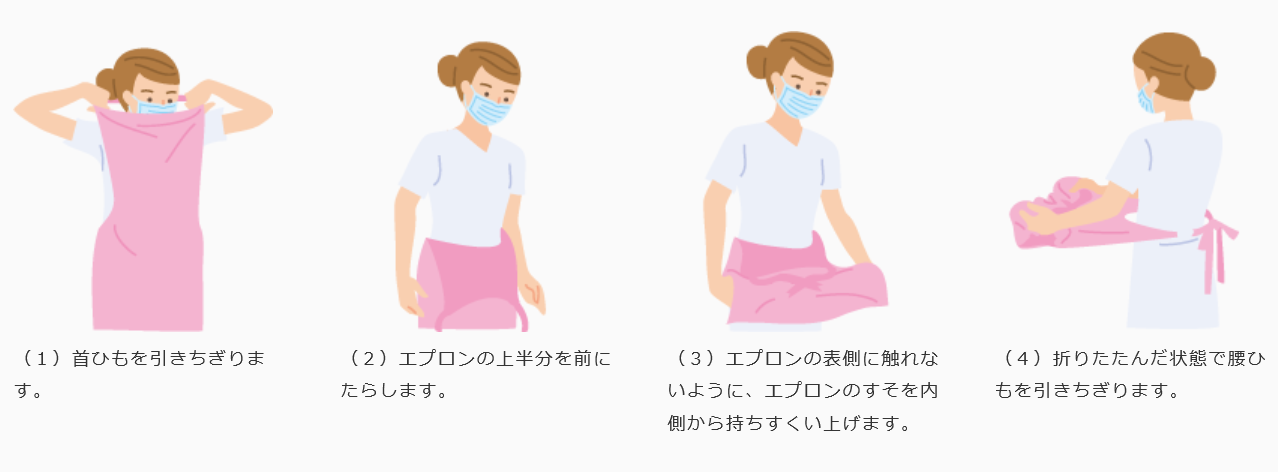 （１）首ひもを引きちぎりま
す。
（２）エプロンの上半分を前に
たらします。
（３）エプロンの表側に触れな
いように、エプロンのすそを内
側から持ちすくい上げます。
（４）折りたたんだ状態で腰ひ
もを引きちぎります。